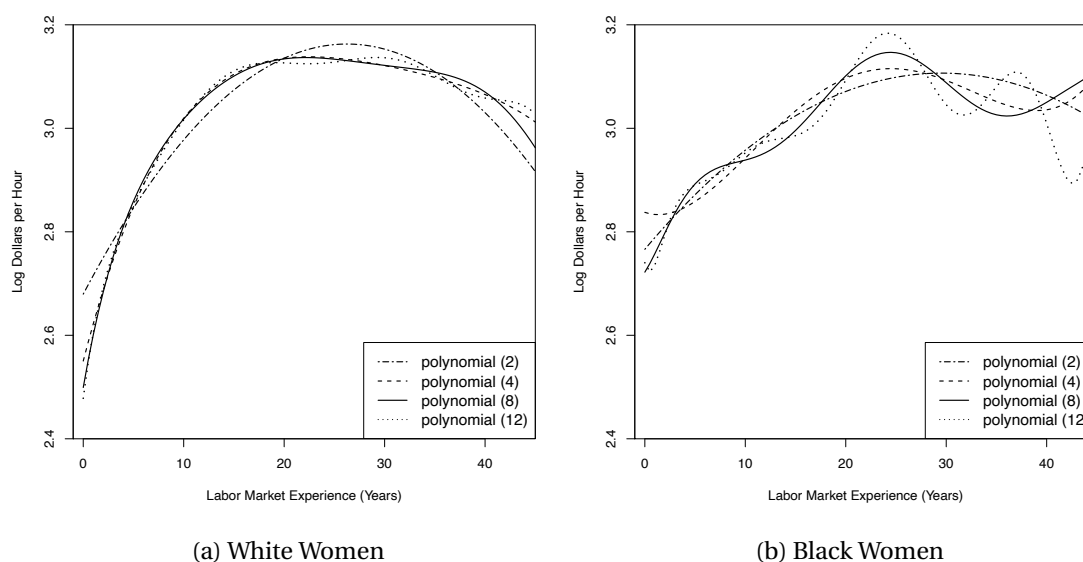 3.2
3.0
2.8
2.6
2.4
Log Dollars per Hour
polynomial (2)
polynomial (4)
polynomial (8)
polynomial (12)
0 10 20 30 40
Labor Market Experience (Years)
(a) White Women
3.2
3.0
2.8
2.6
2.4
Log Dollars per Hour
polynomial (2)
polynomial (4)
polynomial (8)
polynomial (12)
0 10 20 30 40
Labor Market Experience (Years)
(b) Black Women